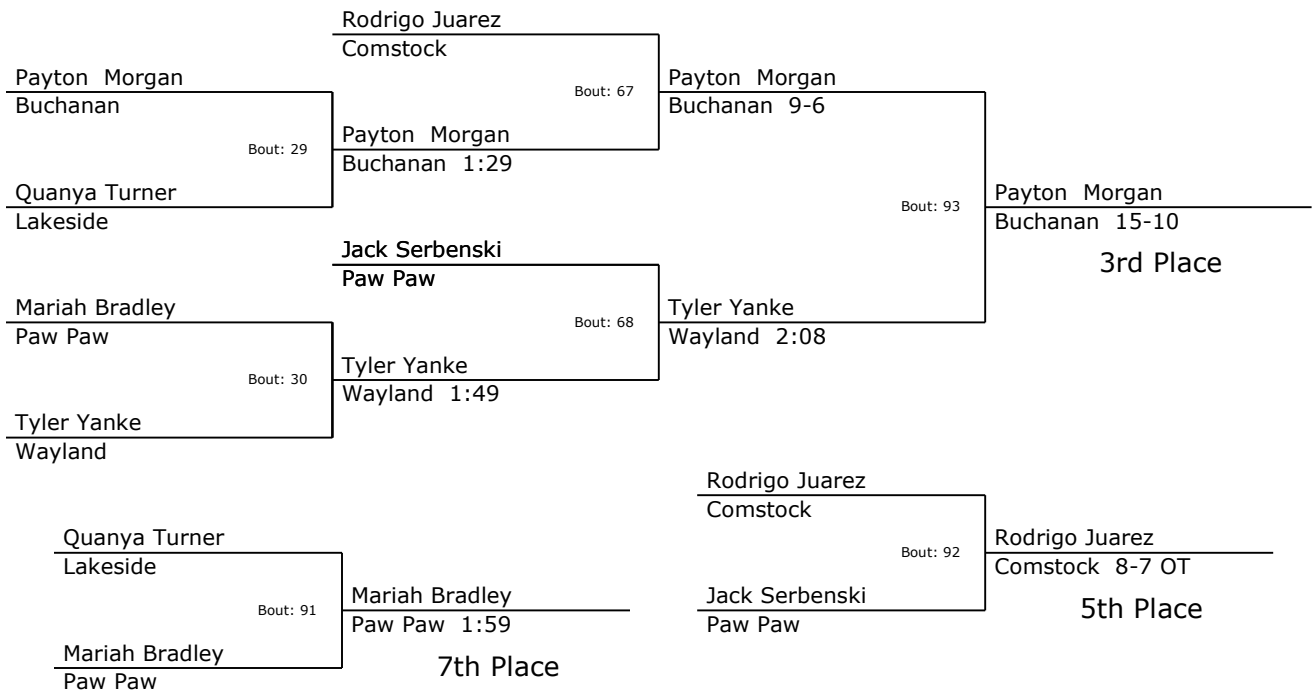 Rodrigo Juarez
Comstock
Payton  Morgan
Buchanan
Bout: 67
Payton  Morgan
Buchanan  9-6
Bout: 29
Payton  Morgan
Buchanan  1:29
Quanya Turner
Lakeside
Bout: 93
Payton  Morgan
Buchanan  15-10
3rd Place
Jack Serbenski
Paw Paw
Mariah Bradley
Paw Paw
Bout: 68
Tyler Yanke
Wayland  2:08
Bout: 30
Tyler Yanke
Wayland  1:49
Tyler Yanke
Wayland
Rodrigo Juarez
Comstock
Bout: 92
Rodrigo Juarez
Comstock  8-7 OT
5th Place
Jack Serbenski
Paw Paw
Quanya Turner
Lakeside
Bout: 91
Mariah Bradley
Paw Paw  1:59
7th Place
Mariah Bradley
Paw Paw